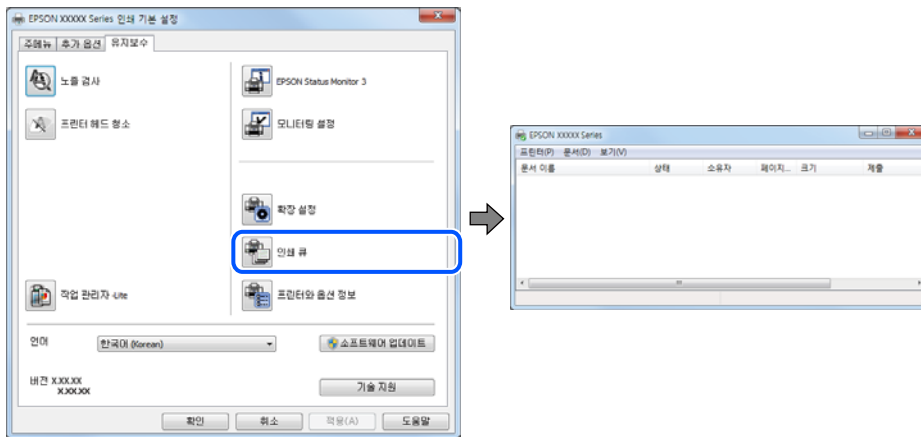 EPSON XXXXX Series 인쇄 기본 설정
주메뉴 추가 옵션 유지보수
노즐 검사
EPSON Status Monitor 3
프린터 헤드 청소
모니터링 설정
확장 설정
인쇄 큐
작업 관리자 -Lite
프린터와 옵션 정보
언어
한국어 (Korean)
소프트웨어 업데이트
버전 X.XX.XX
X.XX.XX
기술 지원
확인 취소 적용(A) 도움말
EPSON XXXXX Series
프린터(P) 문서(D) 보기(V)
문서 이름 상태 소유자 페이지... 크기 제출